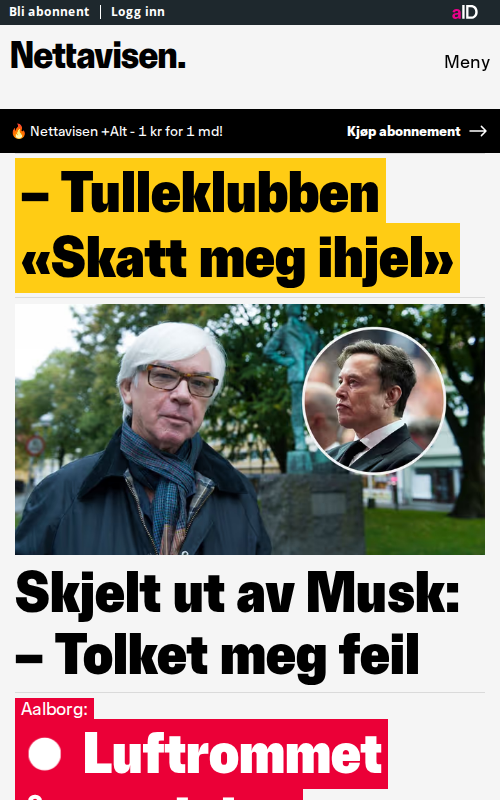 Bli abonnent | Logg inn
aID
Nettavisen.
Meny
🔥 Nettavisen +Alt - 1 kr for 1 md!
Kjøp abonnement →
– Tulleklubben
«Skatt meg ihjel»
Skjelt ut av Musk:
– Tolket meg feil
Aalborg:
● Luftrommet